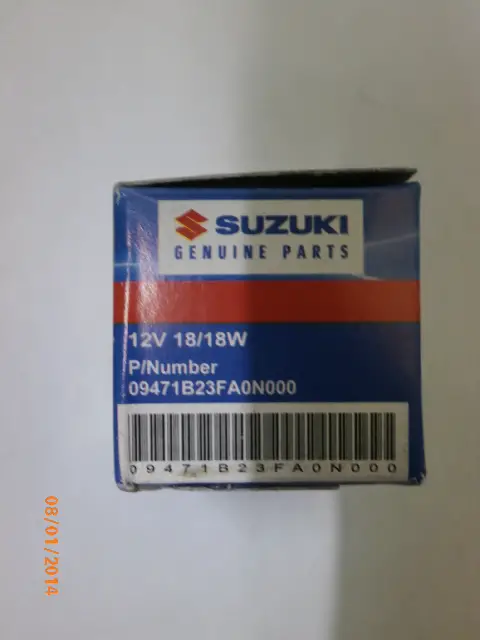 SUZUKI
GENUINE PARTS
12V 18/18W
P/Number
09471B23FA0N000
09471B23FA0N000
08/01/2014